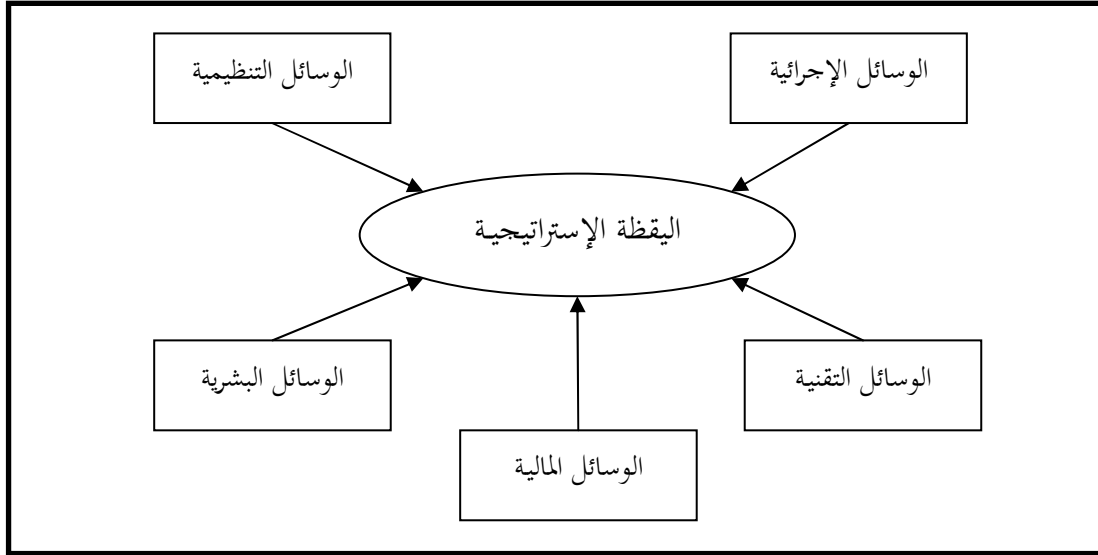 الوسائل الإجرائية
الوسائل التنظيمية
اليقظة الإستراتيجية
الوسائل التقنية
الوسائل البشرية
الوسائل المالية